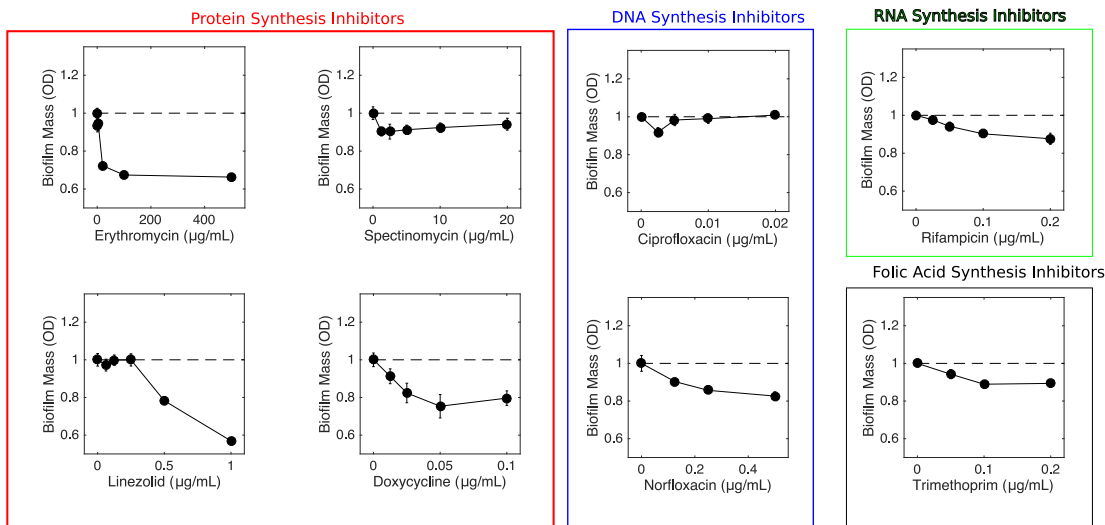 Protein Synthesis Inhibitors
DNA Synthesis Inhibitors
RNA Synthesis Inhibitors
Biofilm Mass (OD)
1.2
1
0.8
0.6
0
200
400
Erythromycin (μg/mL)
Biofilm Mass (OD)
1.2
1
0.8
0.6
0
10
20
Spectinomycin (μg/mL)
Biofilm Mass (OD)
1.2
1
0.8
0.6
0
0.01
0.02
Ciprofloxacin (μg/mL)
Biofilm Mass (OD)
1.2
1
0.8
0.6
0
0.1
0.2
Rifampicin (μg/mL)
Folic Acid Synthesis Inhibitors
Biofilm Mass (OD)
1.2
1
0.8
0.6
0
0.5
1
Linezolid (μg/mL)
Biofilm Mass (OD)
1.2
1
0.8
0.6
0
0.05
0.1
Doxycycline (μg/mL)
Biofilm Mass (OD)
1.2
1
0.8
0.6
0
0.2
0.4
Norfloxacin (μg/mL)
Biofilm Mass (OD)
1.2
1
0.8
0.6
0
0.1
0.2
Trimethoprim (μg/mL)